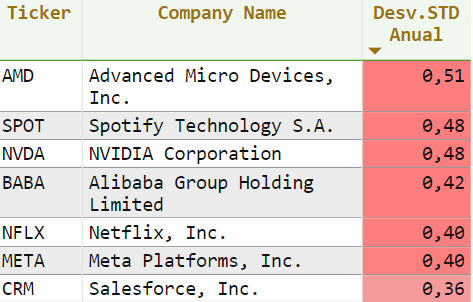 Ticker Company Name Desv.STD
Anual
AMD Advanced Micro Devices, 0,51
Inc.
SPOT Spotify Technology S.A. 0,48
NVDA NVIDIA Corporation 0,48
BABA Alibaba Group Holding 0,42
Limited
NFLX Netflix, Inc. 0,40
META Meta Platforms, Inc. 0,40
CRM Salesforce, Inc. 0,36